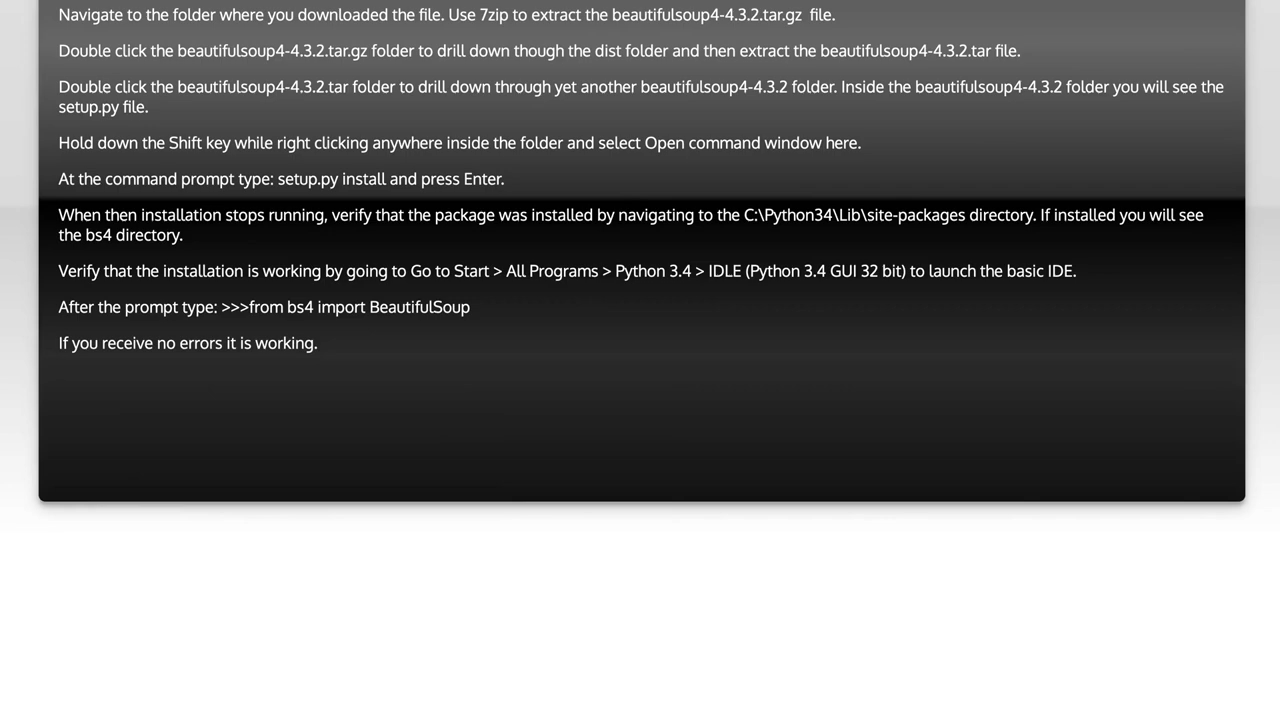 Navigate to the folder where you downloaded the file. Use 7zip to extract the beautifulsoup4-4.3.2.tar.gz  file.
Double click the beautifulsoup4-4.3.2.tar.gz folder to drill down though the dist folder and then extract the beautifulsoup4-4.3.2.tar file.
Double click the beautifulsoup4-4.3.2.tar folder to drill down through yet another beautifulsoup4-4.3.2 folder. Inside the beautifulsoup4-4.3.2 folder you will see the
setup.py file.
Hold down the Shift key while right clicking anywhere inside the folder and select Open command window here.
At the command prompt type: setup.py install and press Enter.
When then installation stops running, verify that the package was installed by navigating to the C:\Python34\Lib\site-packages directory. If installed you will see
the bs4 directory.
Verify that the installation is working by going to Go to Start > All Programs > Python 3.4 > IDLE (Python 3.4 GUI 32 bit) to launch the basic IDE.
After the prompt type: >>>from bs4 import BeautifulSoup
If you receive no errors it is working.